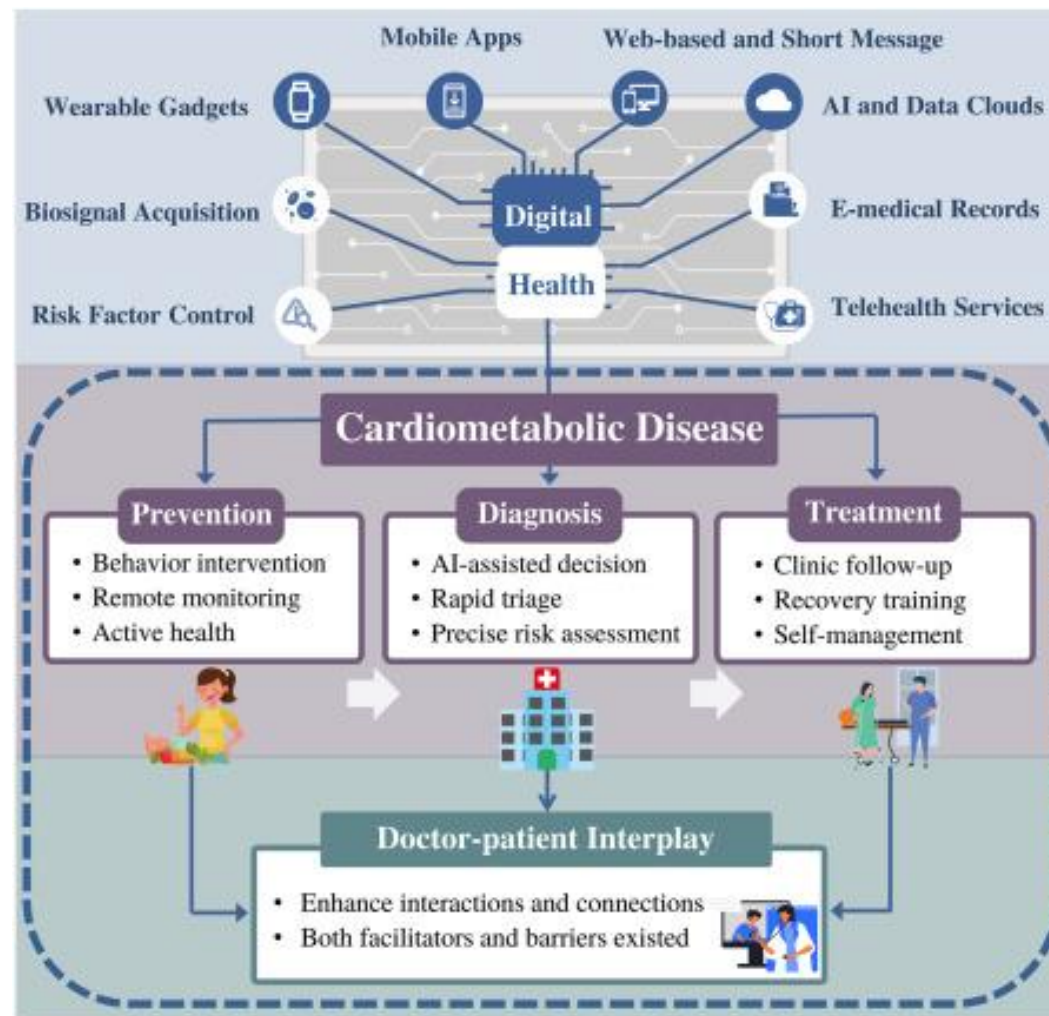 Mobile Apps
Web-based and Short Message
Wearable Gadgets
AI and Data Clouds
Biosignal Acquisition
Digital
E-medical Records
Health
Risk Factor Control
Telehealth Services
Cardiometabolic Disease
Prevention
• Behavior intervention
• Remote monitoring
• Active health
Diagnosis
• AI-assisted decision
• Rapid triage
• Precise risk assessment
Treatment
• Clinic follow-up
• Recovery training
• Self-management
Doctor-patient Interplay
• Enhance interactions and connections
• Both facilitators and barriers existed